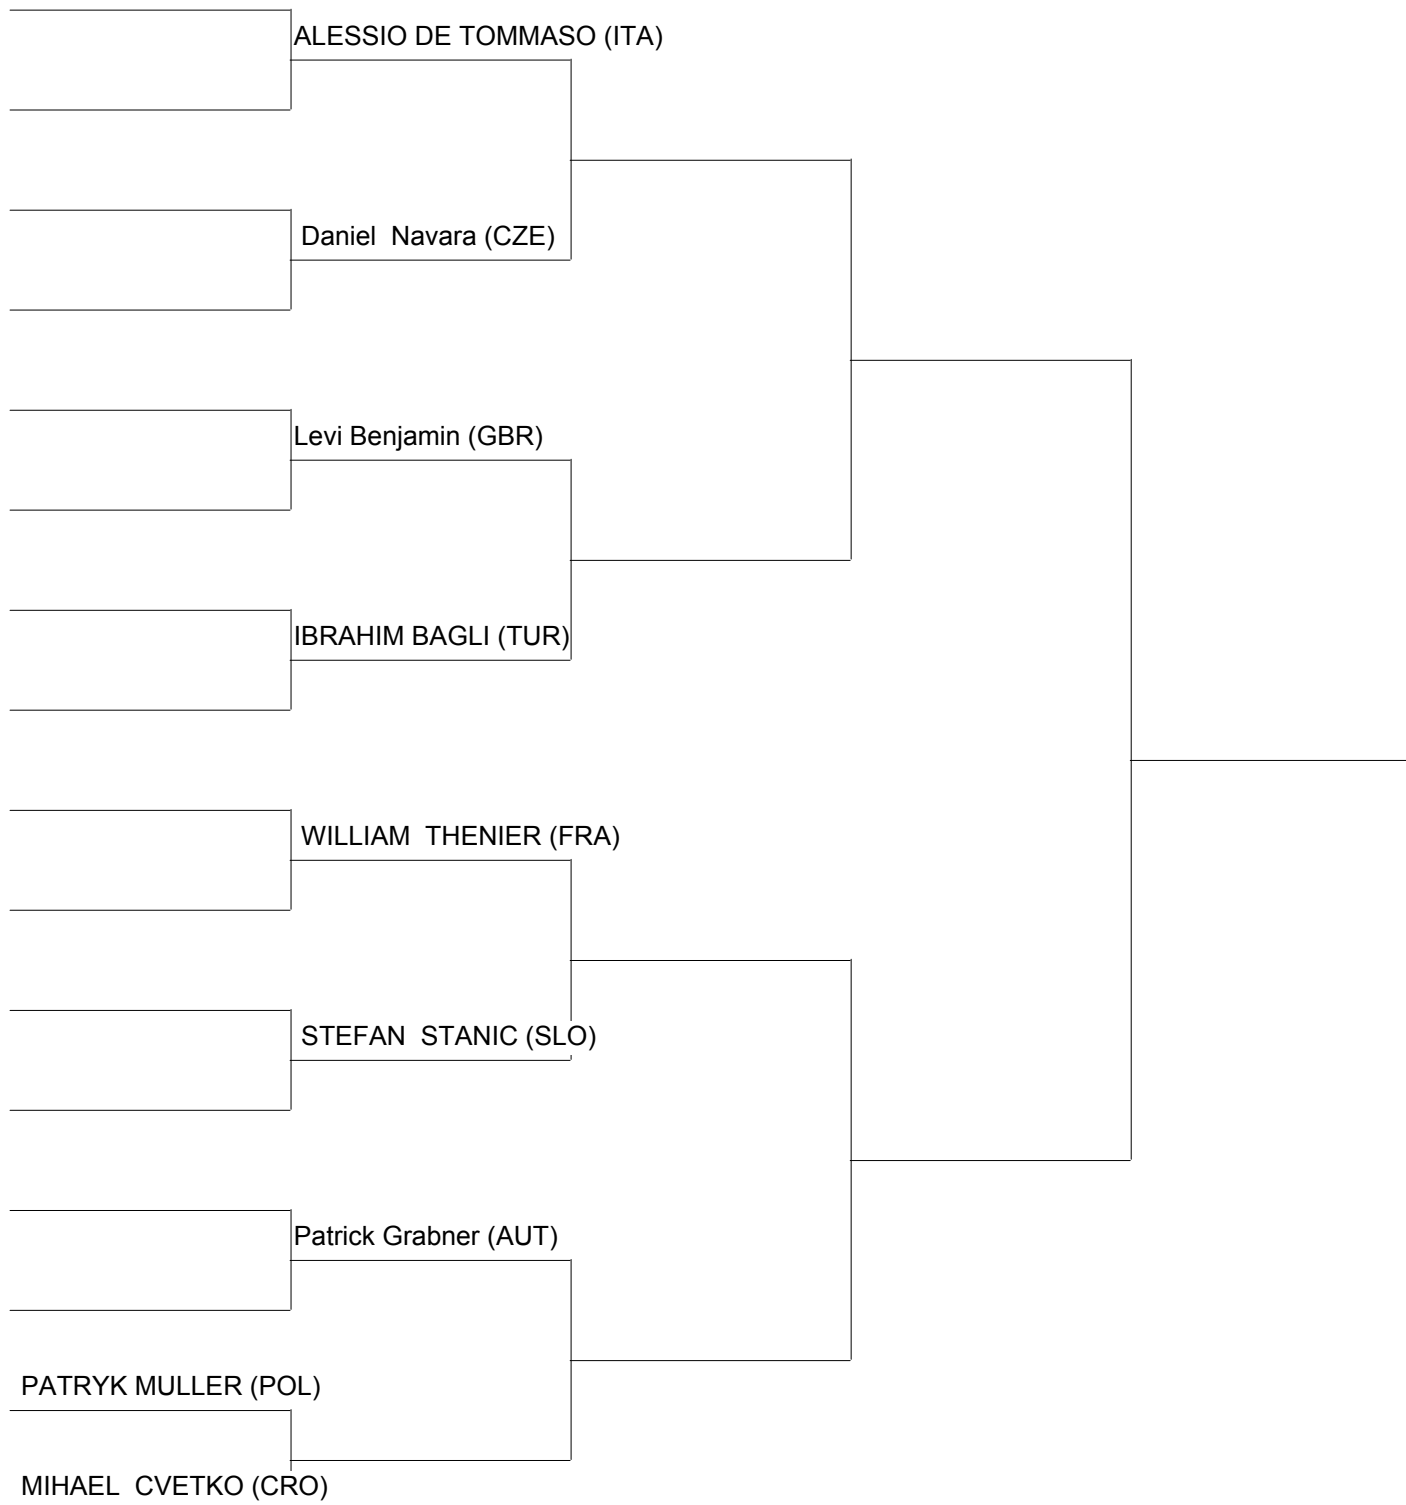 ALESSIO DE TOMMASO (ITA)
Daniel  Navara (CZE)
Levi Benjamin (GBR)
IBRAHIM BAGLI (TUR)
WILLIAM  THENIER (FRA)
STEFAN  STANIC (SLO)
Patrick Grabner (AUT)
PATRYK MULLER (POL)
MIHAEL  CVETKO (CRO)